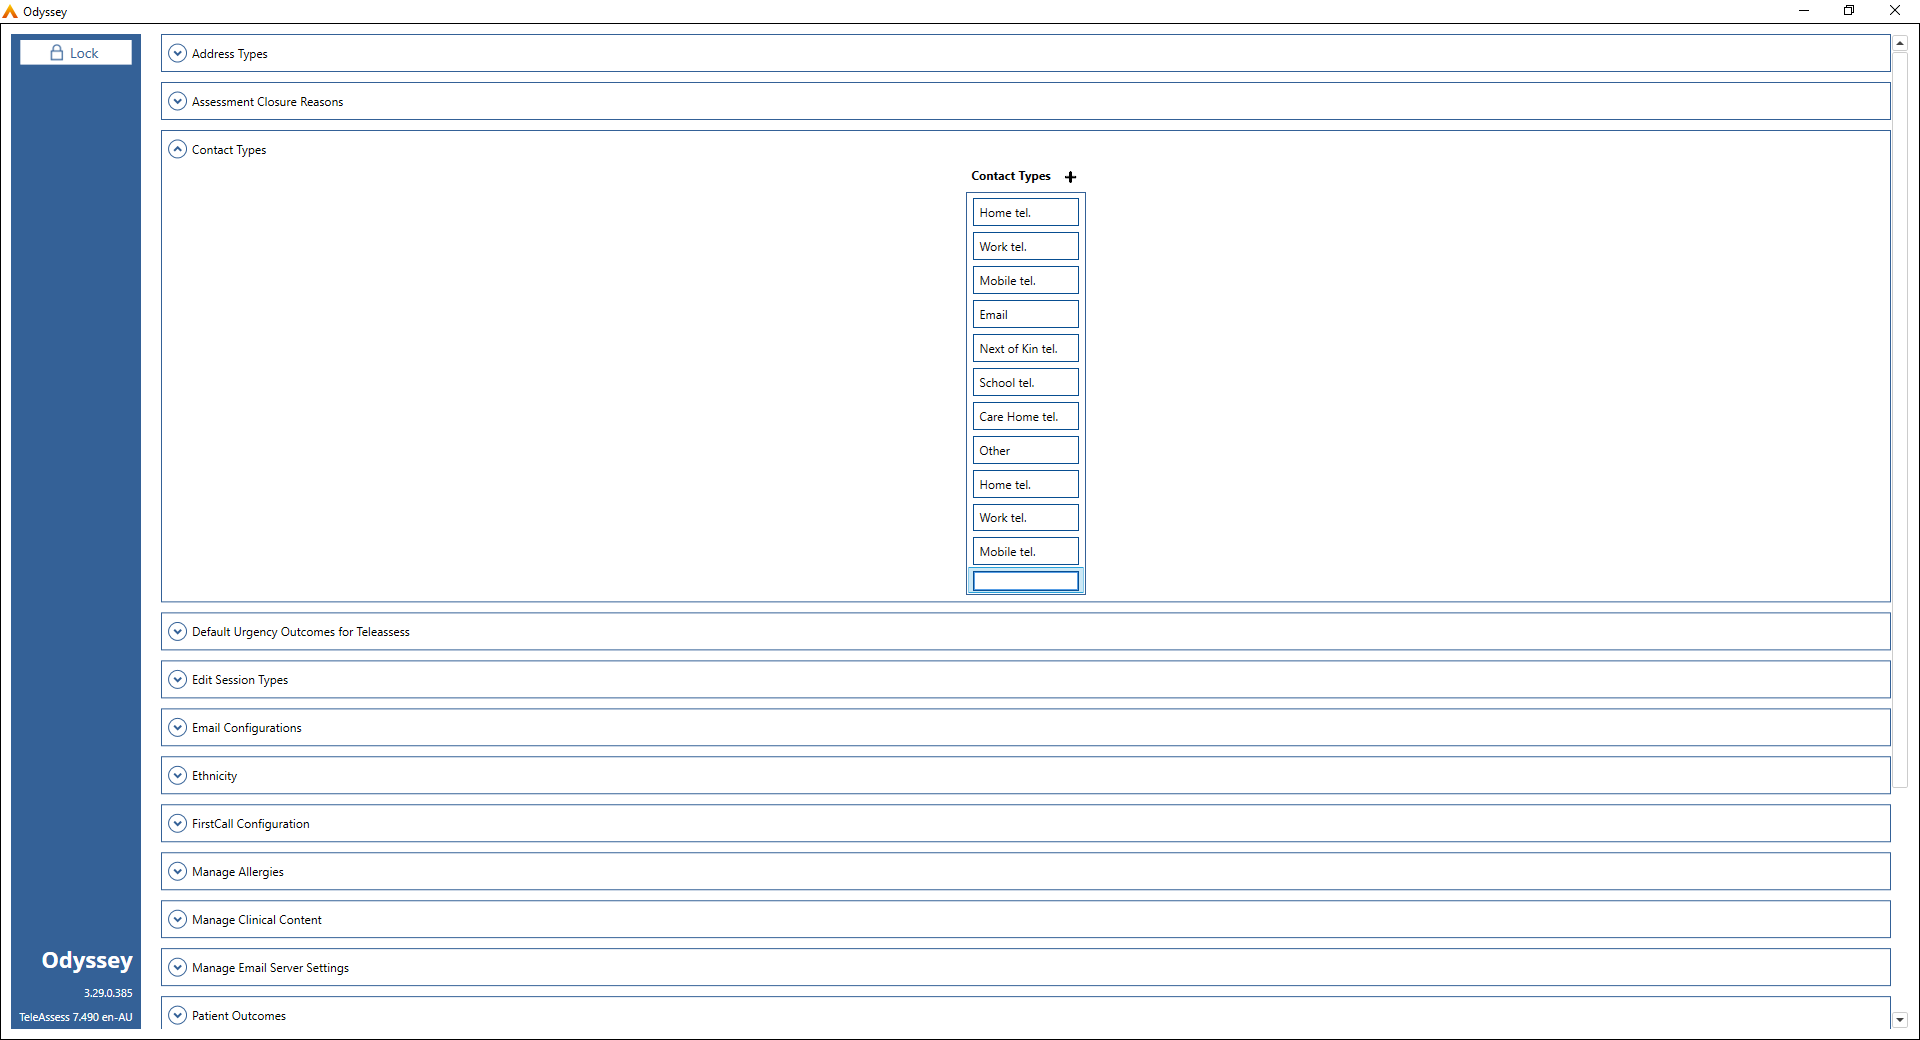 Odyssey
Lock
Address Types
Assessment Closure Reasons
Contact Types
Contact Types
Home tel.
Work tel.
Mobile tel.
Email
Next of Kin tel.
School tel.
Care Home tel.
Other
Home tel.
Work tel.
Mobile tel.
Default Urgency Outcomes for Teleassess
Edit Session Types
Email Configurations
Ethnicity
FirstCall Configuration
Manage Allergies
Manage Clinical Content
Manage Email Server Settings
Patient Outcomes
Odyssey
3.29.0.385
TeleAssess 7.490 en-AU